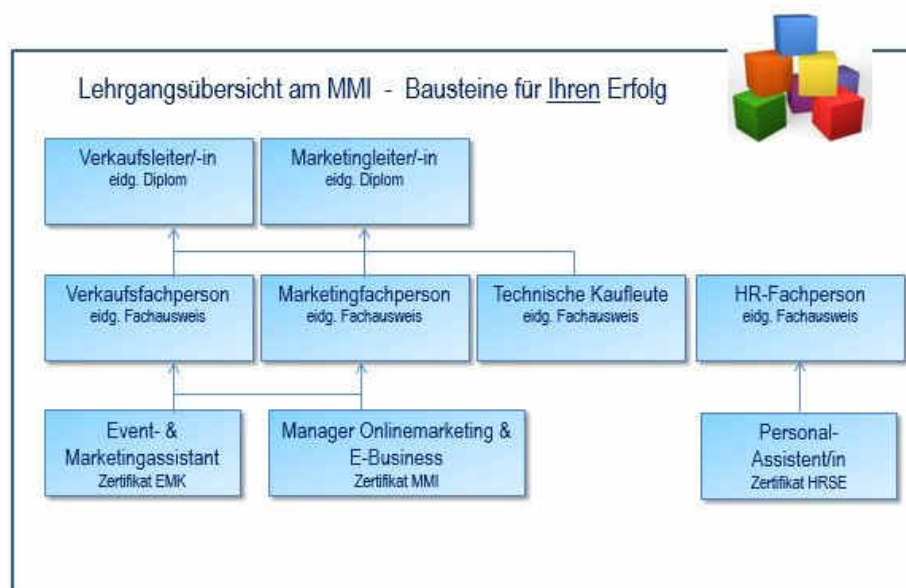 Lehrgangsübersicht am MMI - Bausteine für Ihren Erfolg
Verkaufsleiter/-in
eidg. Diplom
Marketingleiter/-in
eidg. Diplom
Verkaufsfachperson
eidg. Fachausweis
Marketingfachperson
eidg. Fachausweis
Technische Kaufleute
eidg. Fachausweis
HR-Fachperson
eidg. Fachausweis
Event- &
Marketingassistant
Zertifikat EMK
Manager Onlinemarketing &
E-Business
Zertifikat MMI
Personal-
Assistent/in
Zertifikat HRSE